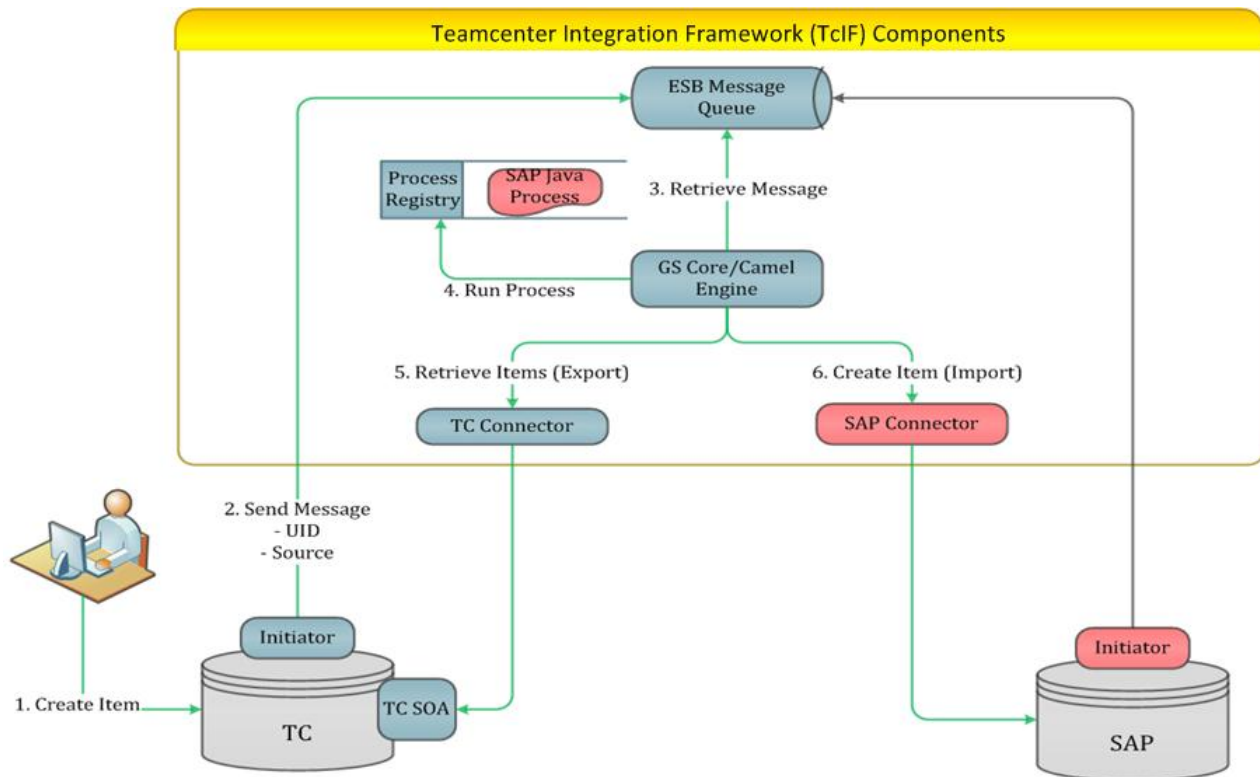 Teamcenter Integration Framework (TcIF) Components
ESB Message
Queue
Process
Registry
SAP Java
Process
3. Retrieve Message
GS Core/Camel
Engine
4. Run Process
5. Retrieve Items (Export)
6. Create Item (Import)
TC Connector
SAP Connector
2. Send Message
- UID
- Source
Initiator
Initiator
1. Create Item
TC SOA
TC
SAP